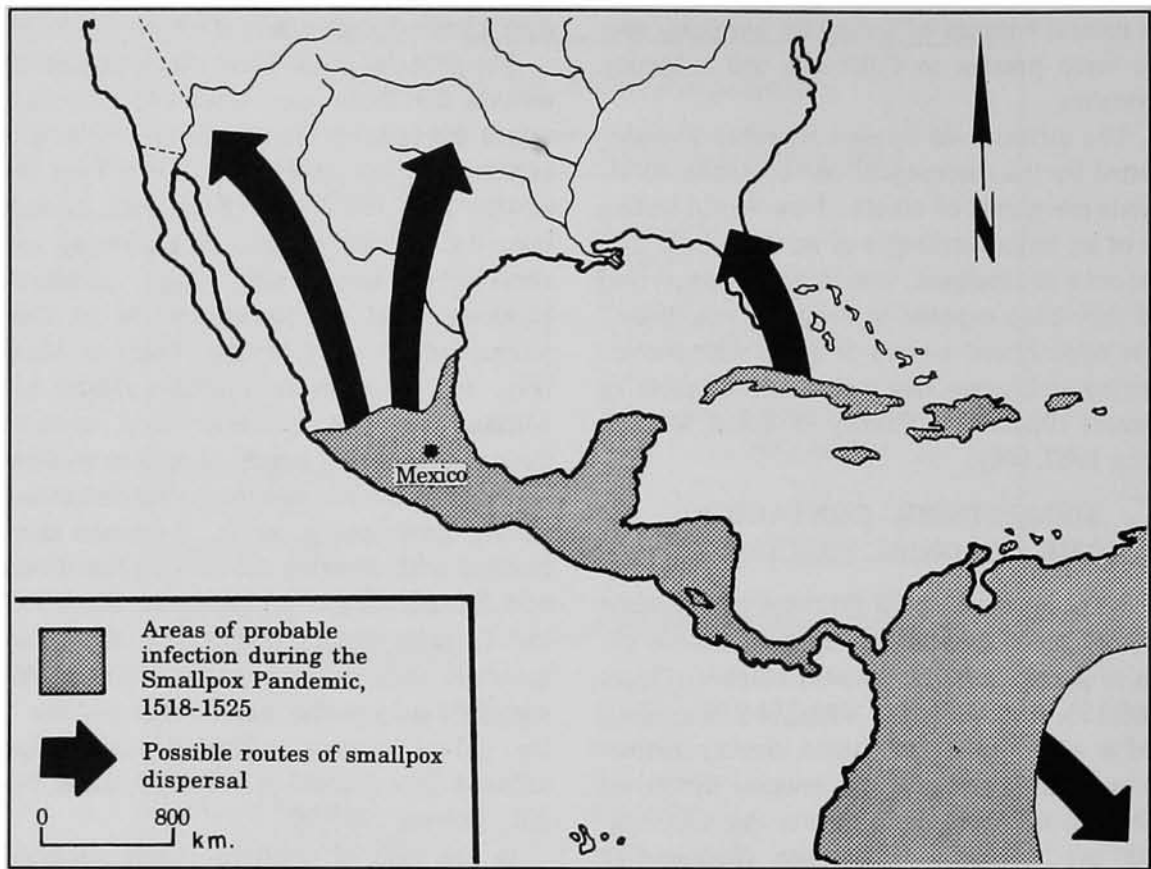 Mexico
Areas of probable
infection during the
Smallpox Pandemic,
1518-1525
Possible routes of smallpox
dispersal
0 800
km.